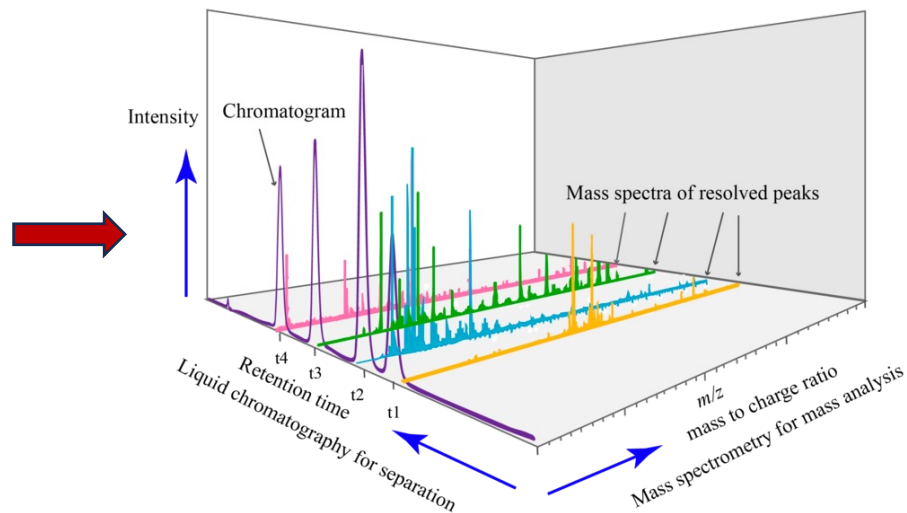 Chromatogram
Intensity
Mass spectra of resolved peaks
t4
t3
t2
t1
Retention time
Liquid chromatography for separation
m/z
mass to charge ratio
Mass spectrometry for mass analysis